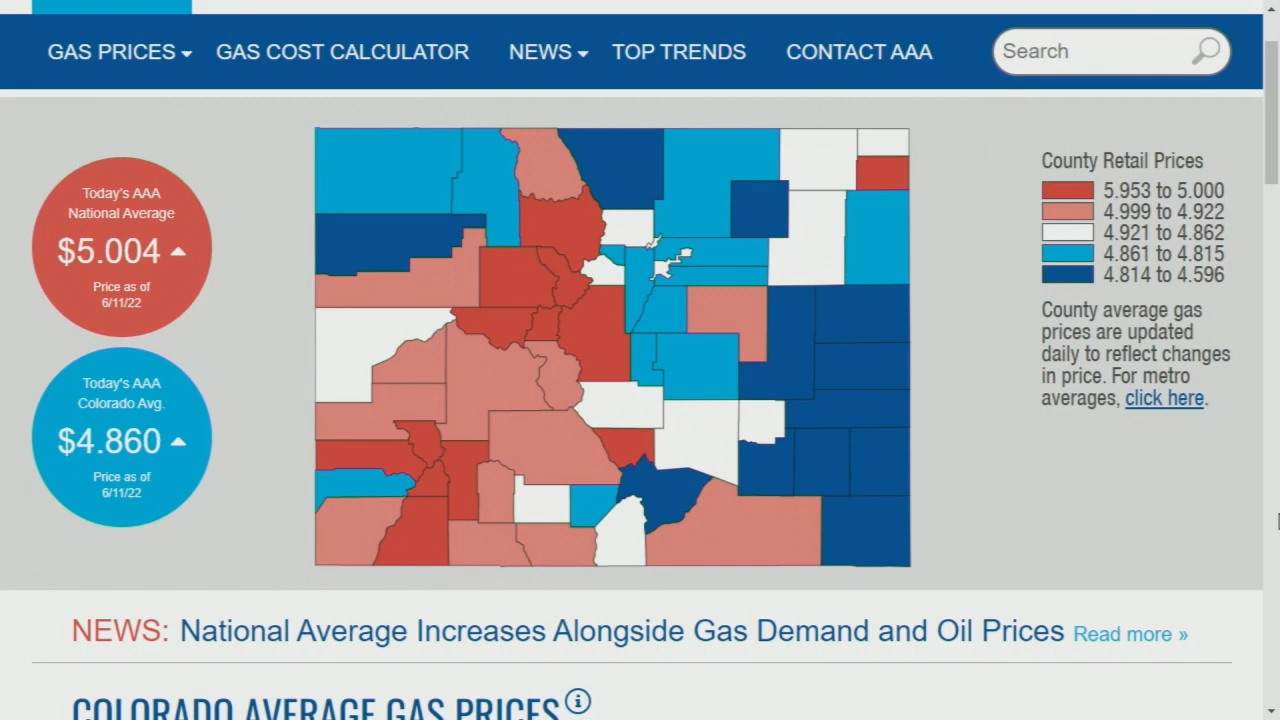 GAS PRICES GAS COST CALCULATOR NEWS TOP TRENDS CONTACT AAA Search
Today's AAA
National Average
$5.004
Price as of
6/11/22
Today's AAA
Colorado Avg.
$4.860
Price as of
6/11/22
County Retail Prices
5.953 to 5.000
4.999 to 4.922
4.921 to 4.862
4.861 to 4.815
4.814 to 4.596
County average gas
prices are updated
daily to reflect changes
in price. For metro
averages, click here.
NEWS: National Average Increases Alongside Gas Demand and Oil Prices Read more »
COLORADO AVERAGE GAS PRICES i